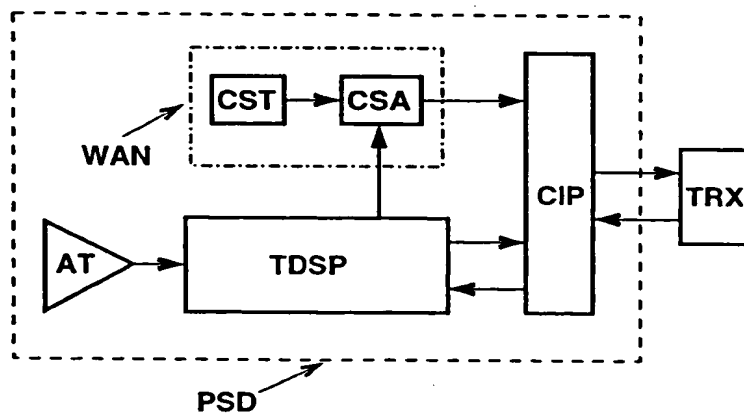 CST
CSA
WAN
CIP
TRX
AT
TDSP
PSD